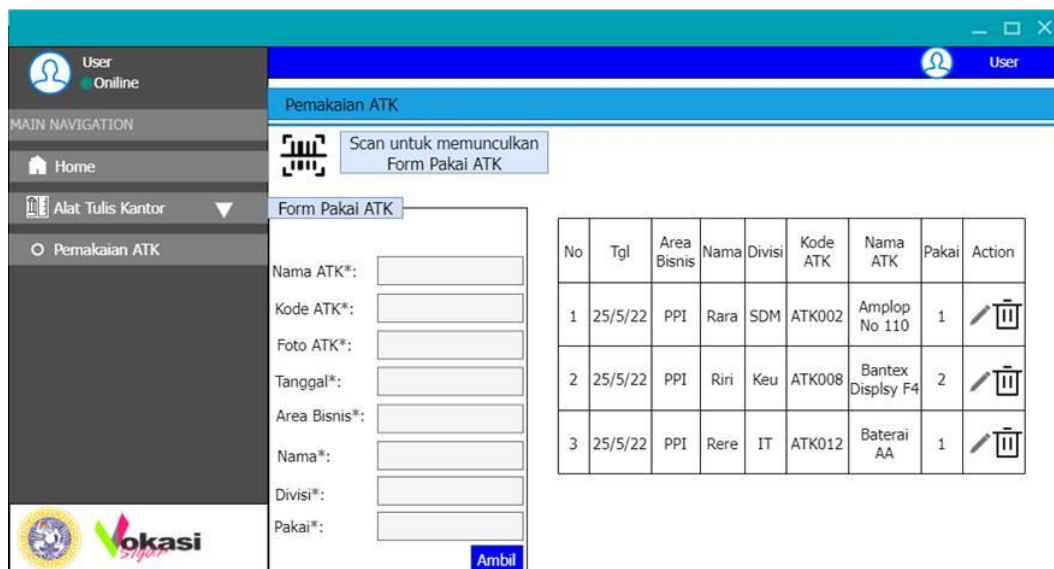 User
Oniline
User
MAIN NAVIGATION
Home
Alat Tulis Kantor
Pemakaian ATK
Pemakaian ATK
Scan untuk memunculkan
Form Pakai ATK
Form Pakai ATK
Nama ATK*:
Kode ATK*:
Foto ATK*:
Tanggal*:
Area Bisnis*:
Nama*:
Divisi*:
Pakai*:
Ambil
No Tgl Area Bisnis Nama Divisi Kode ATK Nama ATK Pakai Action
1 25/5/22 PPI Rara SDM ATK002 Amplop No 110 1
2 25/5/22 PPI Riri Keu ATK008 Bantex Displsy F4 2
3 25/5/22 PPI Rere IT ATK012 Baterai AA 1
Vokasi